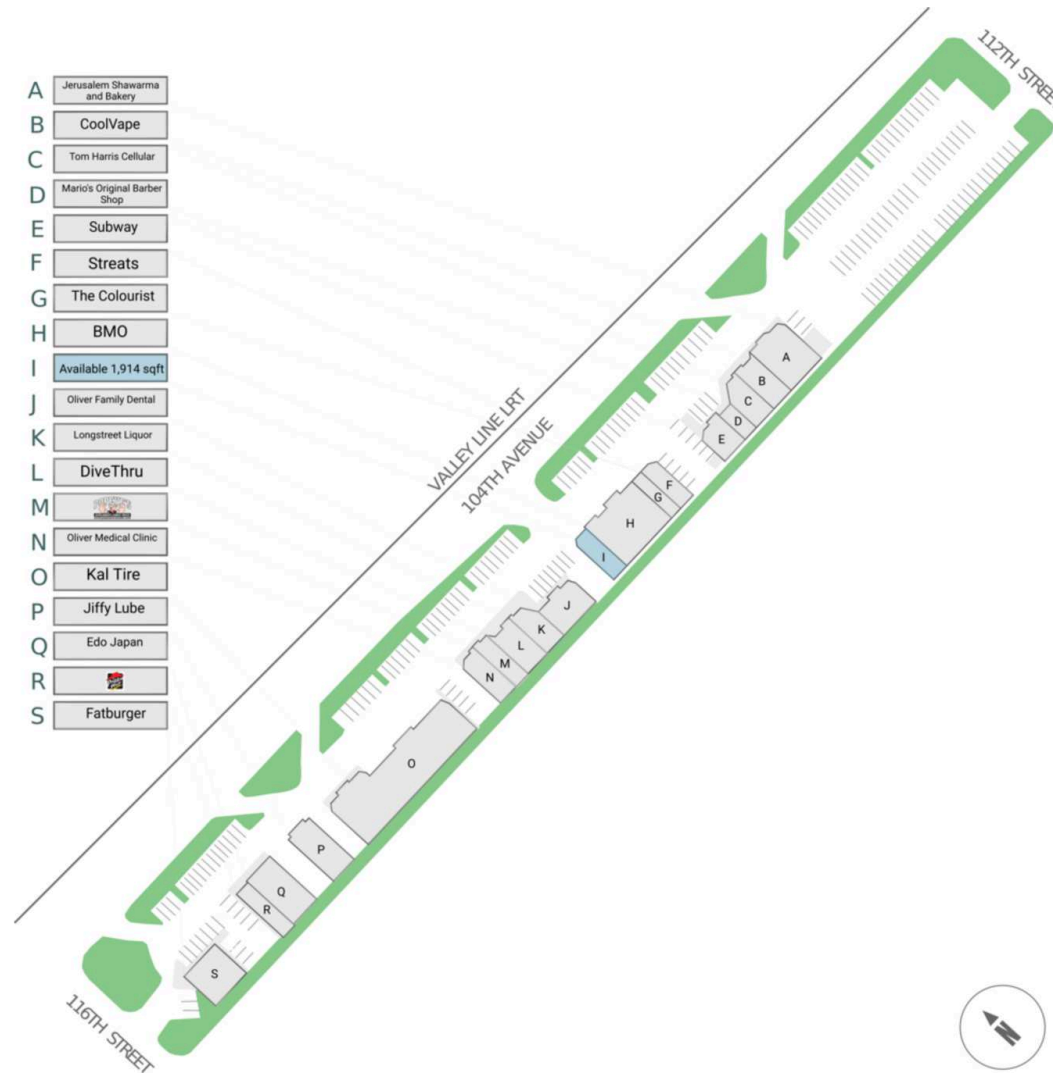 A
Jerusalem Shawarma
and Bakery
B
CoolVape
C
Tom Harris Cellular
D
Mario's Original Barber
Shop
E
Subway
F
Streats
G
The Colourist
H
BMO
I
Available 1,914 sqft
J
Oliver Family Dental
K
Longstreet Liquor
L
DiveThru
M
N
Oliver Medical Clinic
O
Kal Tire
P
Jiffy Lube
Q
Edo Japan
R
S
Fatburger
112TH STREET
VALLEY LINE LRT
104TH AVENUE
A
B
C
D
E
F
G
H
I
J
K
L
M
N
O
P
Q
R
S
116TH STREET
N